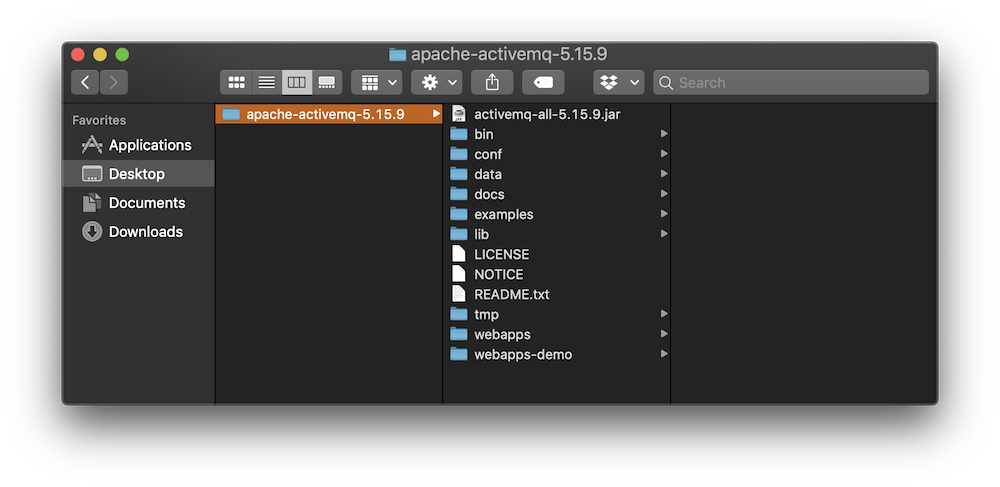 apache-activemq-5.15.9
Search
Favorites
Applications
Desktop
Documents
Downloads
apache-activemq-5.15.9
activemq-all-5.15.9.jar
bin
conf
data
docs
examples
lib
LICENSE
NOTICE
README.txt
tmp
webapps
webapps-demo